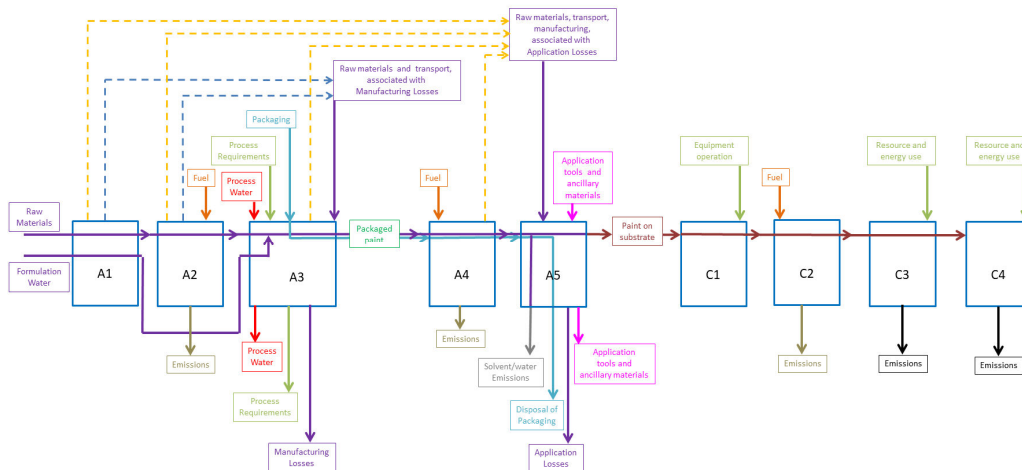 Raw materials, transport,
manufacturing,
associated with
Application Losses
Raw materials and transport,
associated with
Manufacturing Losses
Packaging
Process
Requirements
Fuel
Process
Water
Fuel
Application
tools and
ancillary
materials
Equipment
operation
Fuel
Resource and
energy use
Resource and
energy use
Raw
Materials
Formulation
Water
Packaged
paint
Paint on
substrate
A1
A2
A3
A4
A5
C1
C2
C3
C4
Emissions
Process
Water
Process
Requirements
Manufacturing
Losses
Emissions
Solvent/water
Emissions
Application
tools and
ancillary materials
Disposal of
Packaging
Application
Losses
Emissions
Emissions
Emissions